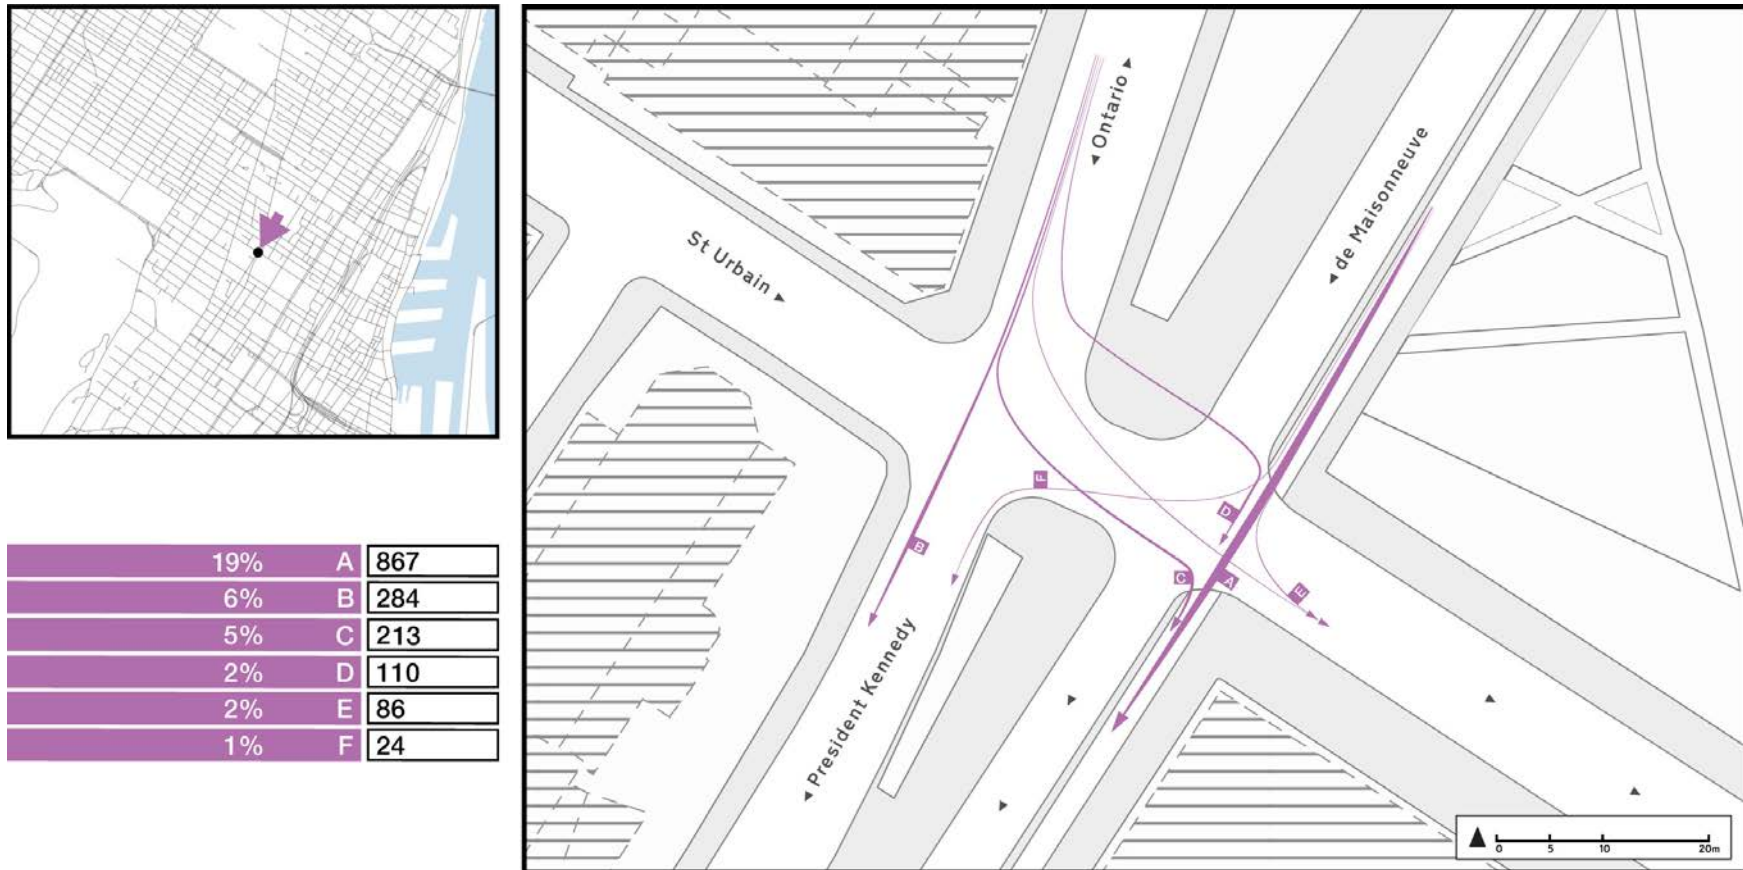 19% A 867
6% B 284
5% C 213
2% D 110
2% E 86
1% F 24
◄ Ontario ►
◄ de Maisonneuve
St Urbain ►
F
D
B
C
A
E
◄ President Kennedy
0 5 10 20m